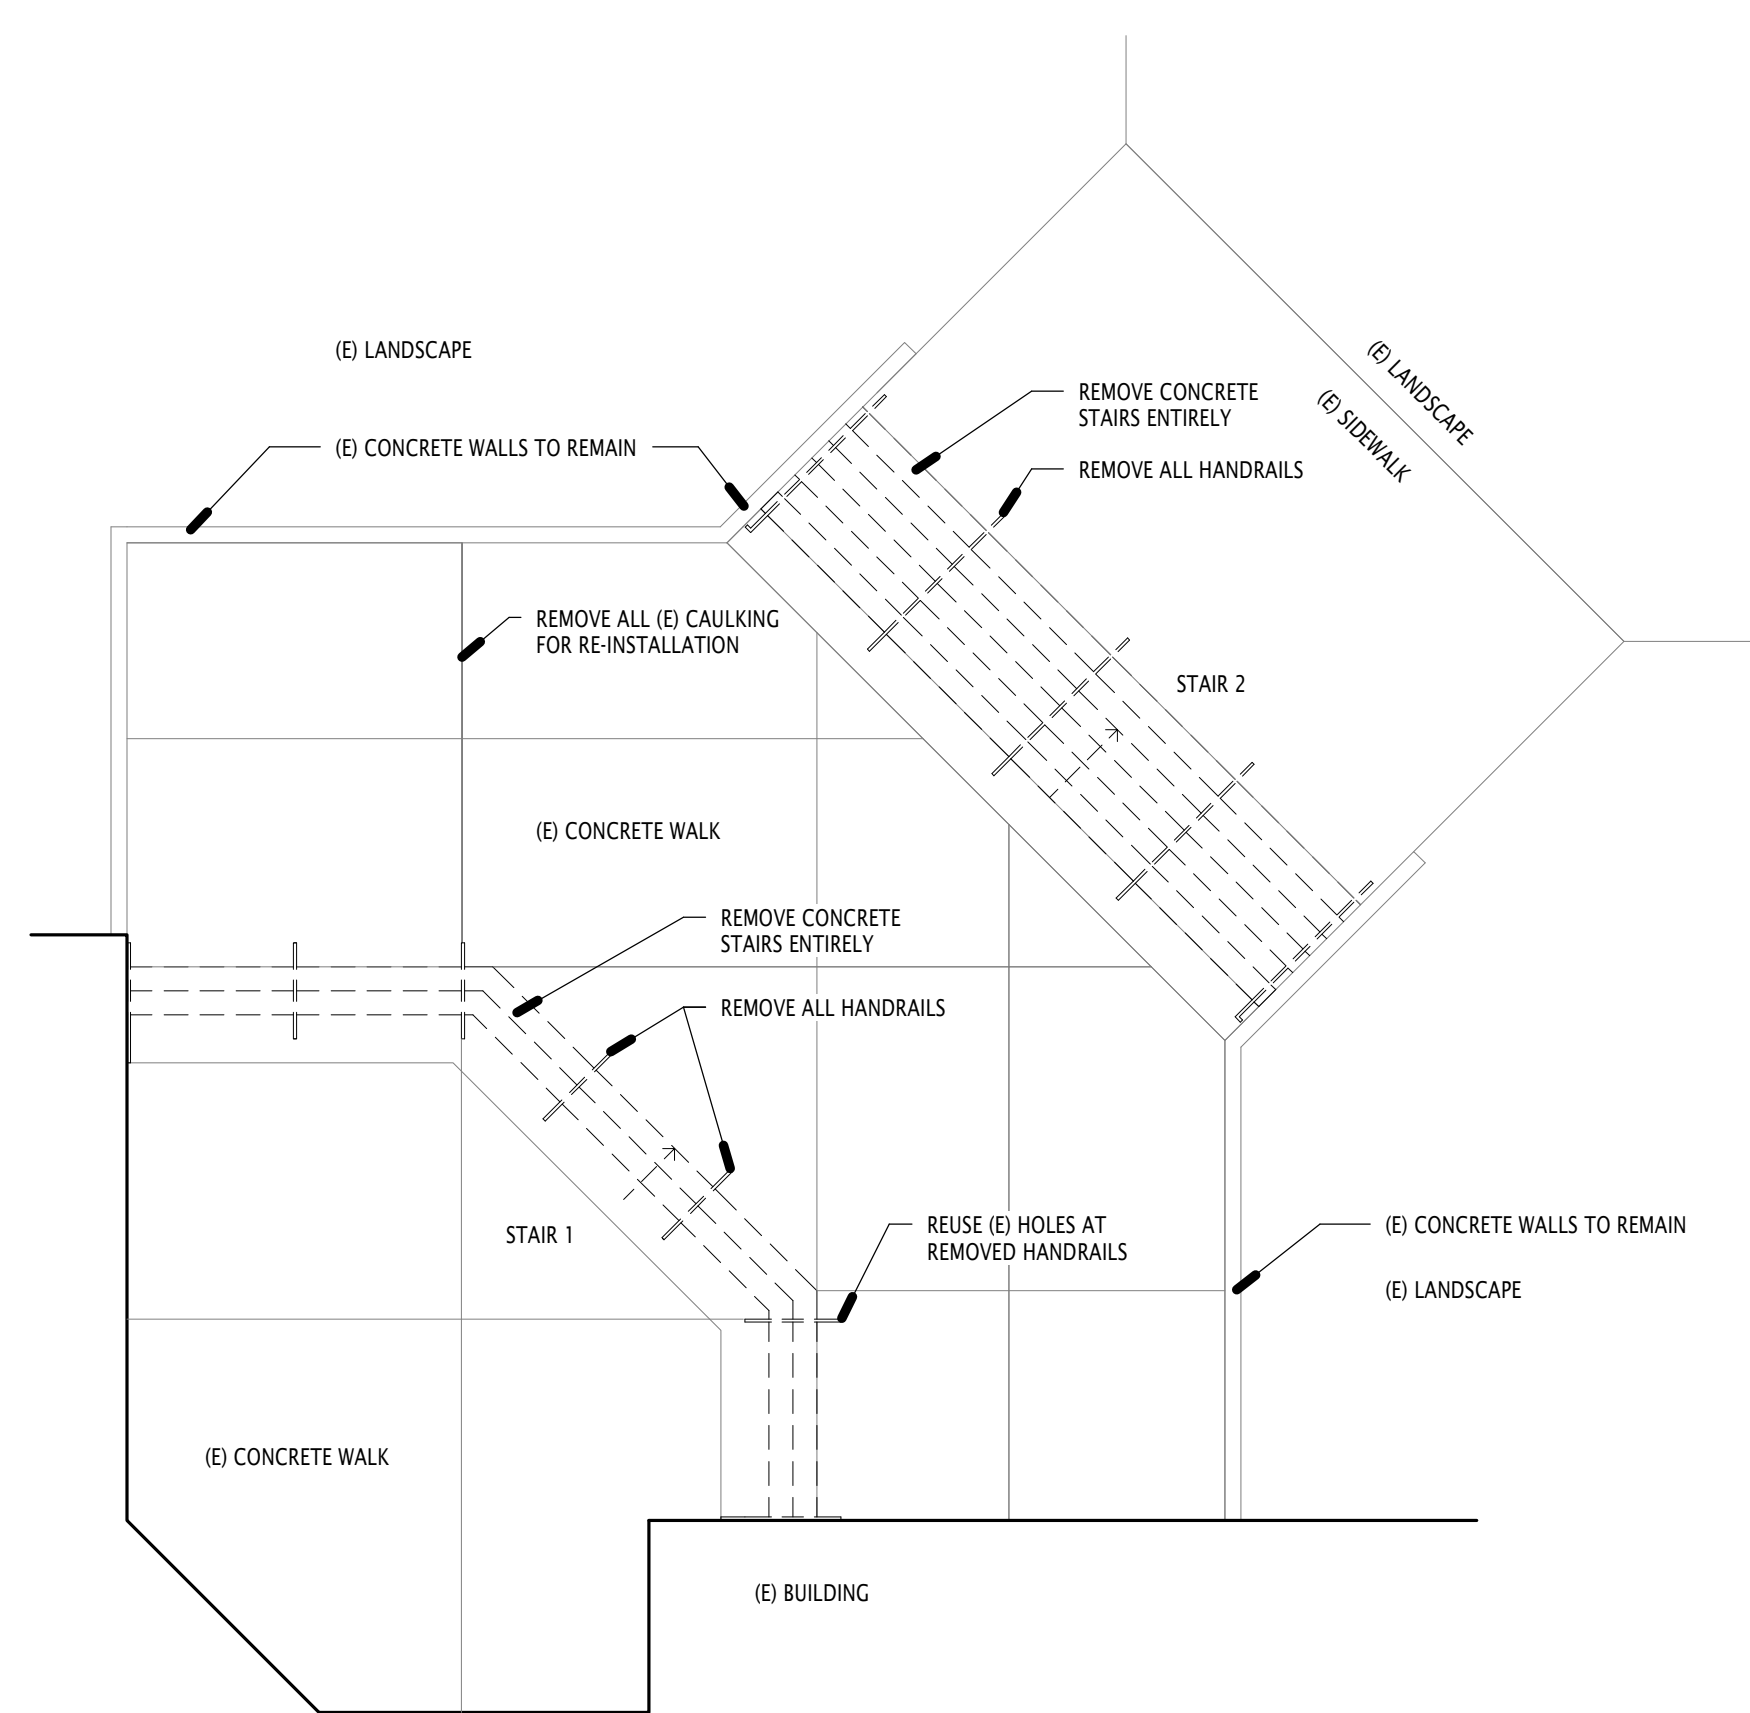 (E) LANDSCAPE
(E) LANDSCAPE
(E) SIDEWALK
REMOVE CONCRETE
STAIRS ENTIRELY
(E) CONCRETE WALLS TO REMAIN
REMOVE ALL HANDRAILS
REMOVE ALL (E) CAULKING
FOR RE-INSTALLATION
STAIR 2
(E) CONCRETE WALK
REMOVE CONCRETE
STAIRS ENTIRELY
REMOVE ALL HANDRAILS
STAIR 1
REUSE (E) HOLES AT
REMOVED HANDRAILS
(E) CONCRETE WALLS TO REMAIN
(E) LANDSCAPE
(E) CONCRETE WALK
(E) BUILDING